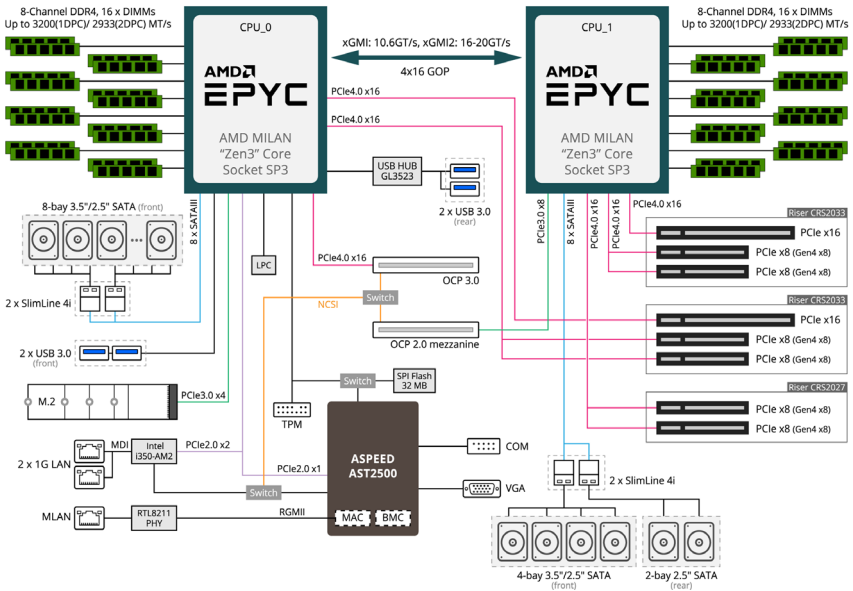 8-Channel DDR4, 16 x DIMMs
Up to 3200(1DPC)/ 2933(2DPC) MT/s
CPU_0
AMD
EPYC
AMD MILAN
“Zen3” Core
Socket SP3
xGMI: 10.6GT/s, xGMI2: 16-20GT/s
4x16 GOP
CPU_1
AMD
EPYC
AMD MILAN
“Zen3” Core
Socket SP3
8-Channel DDR4, 16 x DIMMs
Up to 3200(1DPC)/ 2933(2DPC) MT/s
PCIe4.0 x16
PCIe4.0 x16
USB HUB
GL3523
2 x USB 3.0
(rear)
8-bay 3.5"/2.5" SATA (front)
8 x SATAIII
2 x SlimLine 4i
LPC
PCIe4.0 x16
OCP 3.0
NCSI
Switch
OCP 2.0 mezzanine
PCIe3.0 x8
8 x SATAIII
PCIe4.0 x16
PCIe4.0 x16
PCIe4.0 x16
Riser CRS2033
PCIe x16
PCIe x8 (Gen4 x8)
PCIe x8 (Gen4 x8)
Riser CRS2033
PCIe x16
PCIe x8 (Gen4 x8)
PCIe x8 (Gen4 x8)
Riser CRS2027
PCIe x8 (Gen4 x8)
PCIe x8 (Gen4 x8)
2 x USB 3.0
(front)
M.2
PCIe3.0 x4
Switch
SPI Flash
32 MB
TPM
2 x 1G LAN
MDI
Intel
i350-AM2
PCIe2.0 x2
PCIe2.0 x1
Switch
ASPEED
AST2500
COM
VGA
MLAN
RTL8211
PHY
RGMII
MAC
BMC
2 x SlimLine 4i
4-bay 3.5"/2.5" SATA
(front)
2-bay 2.5" SATA
(rear)